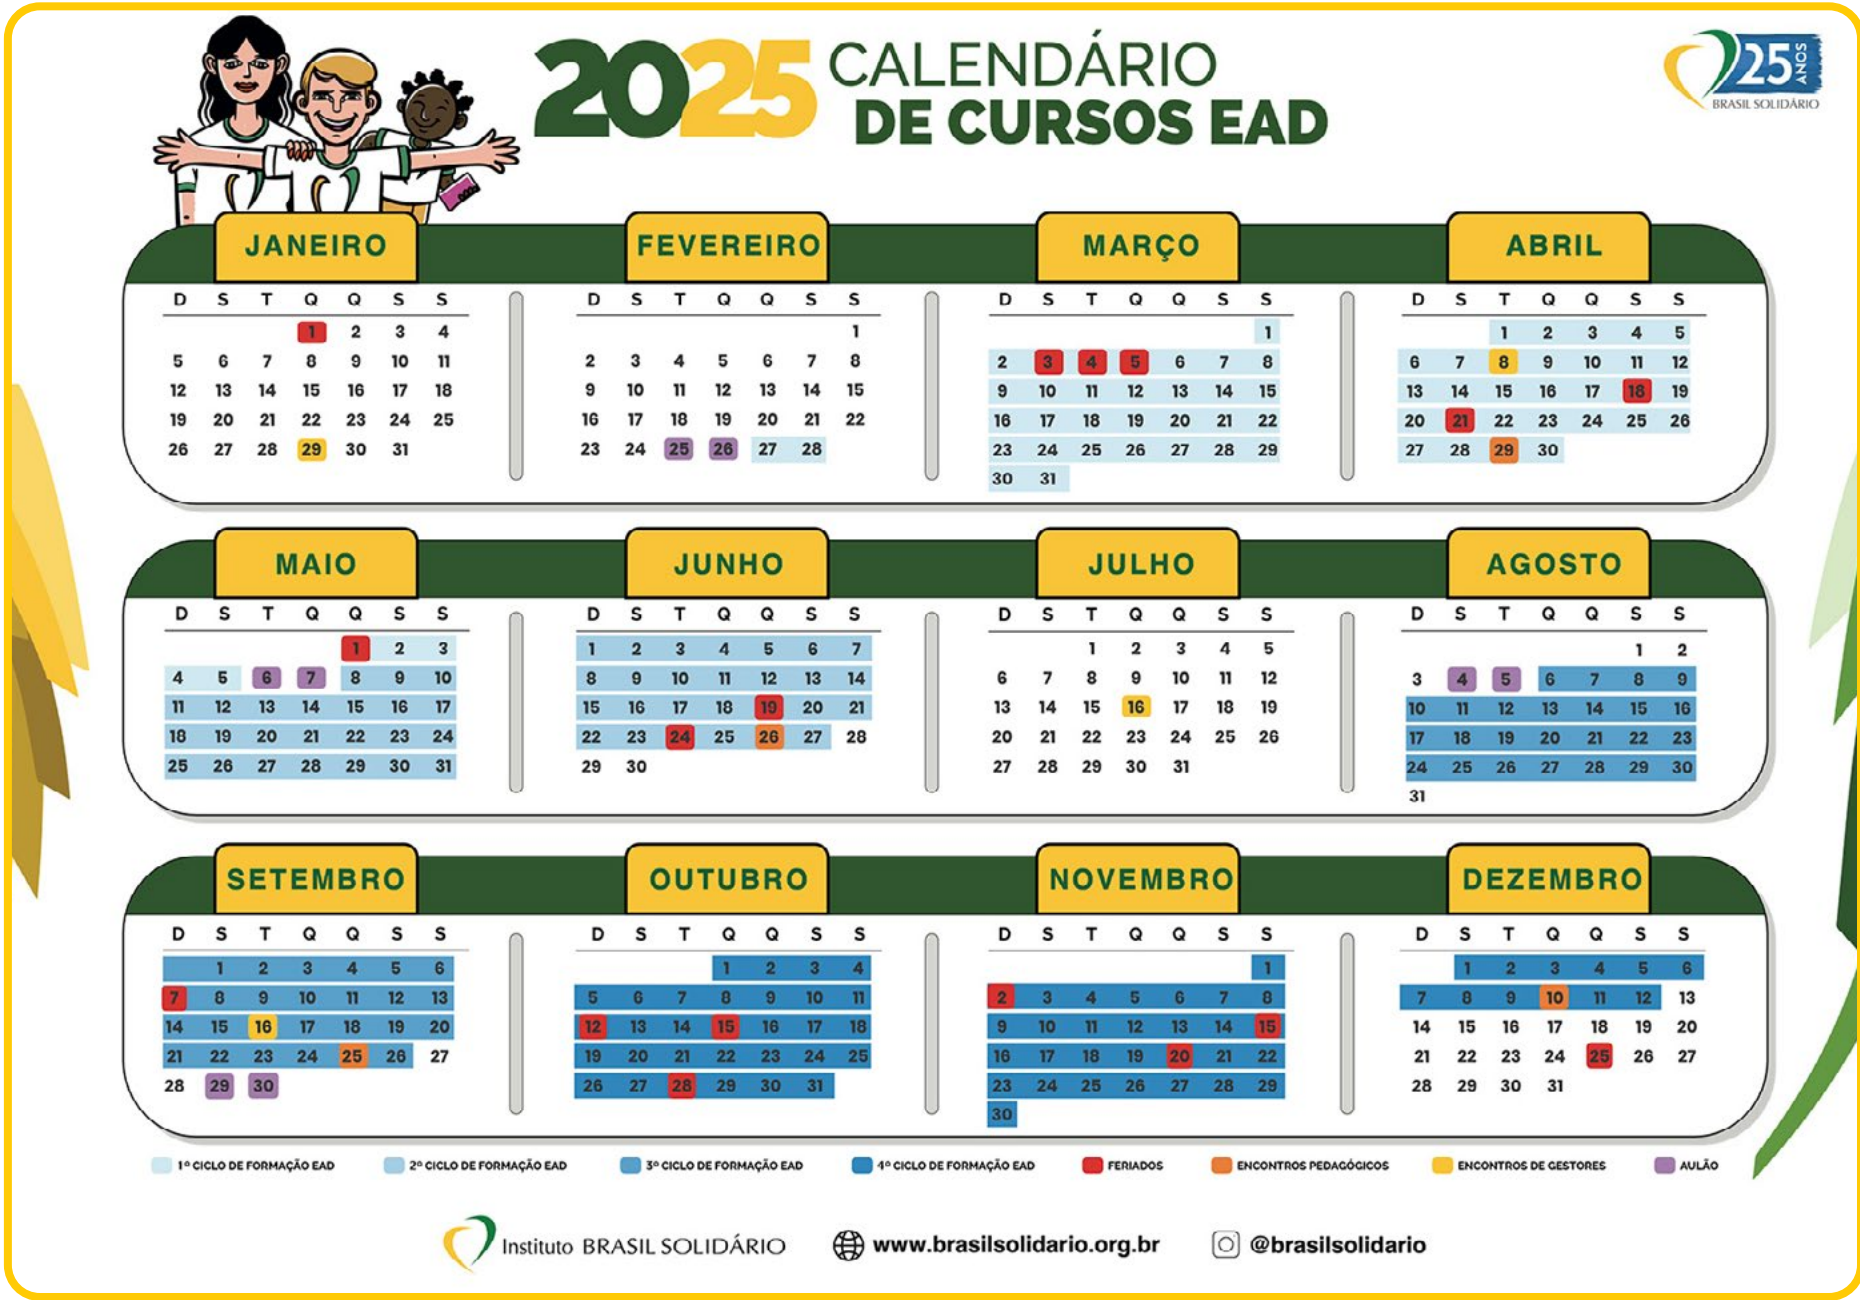 2025 CALENDÁRIO
DE CURSOS EAD
25 ANOS
BRASIL SOLIDÁRIO
JANEIRO
D S T Q Q S S
1 2 3 4
5 6 7 8 9 10 11
12 13 14 15 16 17 18
19 20 21 22 23 24 25
26 27 28 29 30 31
FEVEREIRO
D S T Q Q S S
1
2 3 4 5 6 7 8
9 10 11 12 13 14 15
16 17 18 19 20 21 22
23 24 25 26 27 28
MARÇO
D S T Q Q S S
1
2 3 4 5 6 7 8
9 10 11 12 13 14 15
16 17 18 19 20 21 22
23 24 25 26 27 28 29
30 31
ABRIL
D S T Q Q S S
1 2 3 4 5
6 7 8 9 10 11 12
13 14 15 16 17 18 19
20 21 22 23 24 25 26
27 28 29 30
MAIO
D S T Q Q S S
1 2 3
4 5 6 7 8 9 10
11 12 13 14 15 16 17
18 19 20 21 22 23 24
25 26 27 28 29 30 31
JUNHO
D S T Q Q S S
1 2 3 4 5 6 7
8 9 10 11 12 13 14
15 16 17 18 19 20 21
22 23 24 25 26 27 28
29 30
JULHO
D S T Q Q S S
1 2 3 4 5
6 7 8 9 10 11 12
13 14 15 16 17 18 19
20 21 22 23 24 25 26
27 28 29 30 31
AGOSTO
D S T Q Q S S
1 2
3 4 5 6 7 8 9
10 11 12 13 14 15 16
17 18 19 20 21 22 23
24 25 26 27 28 29 30
31
SETEMBRO
D S T Q Q S S
1 2 3 4 5 6
7 8 9 10 11 12 13
14 15 16 17 18 19 20
21 22 23 24 25 26 27
28 29 30
OUTUBRO
D S T Q Q S S
1 2 3 4
5 6 7 8 9 10 11
12 13 14 15 16 17 18
19 20 21 22 23 24 25
26 27 28 29 30 31
NOVEMBRO
D S T Q Q S S
1
2 3 4 5 6 7 8
9 10 11 12 13 14 15
16 17 18 19 20 21 22
23 24 25 26 27 28 29
30
DEZEMBRO
D S T Q Q S S
1 2 3 4 5 6
7 8 9 10 11 12 13
14 15 16 17 18 19 20
21 22 23 24 25 26 27
28 29 30 31
1º CICLO DE FORMAÇÃO EAD 2º CICLO DE FORMAÇÃO EAD 3º CICLO DE FORMAÇÃO EAD 4º CICLO DE FORMAÇÃO EAD FERIADOS ENCONTROS PEDAGÓGICOS ENCONTROS DE GESTORES AULÃO
Instituto BRASIL SOLIDÁRIO www.brasilsolidario.org.br @brasilsolidario